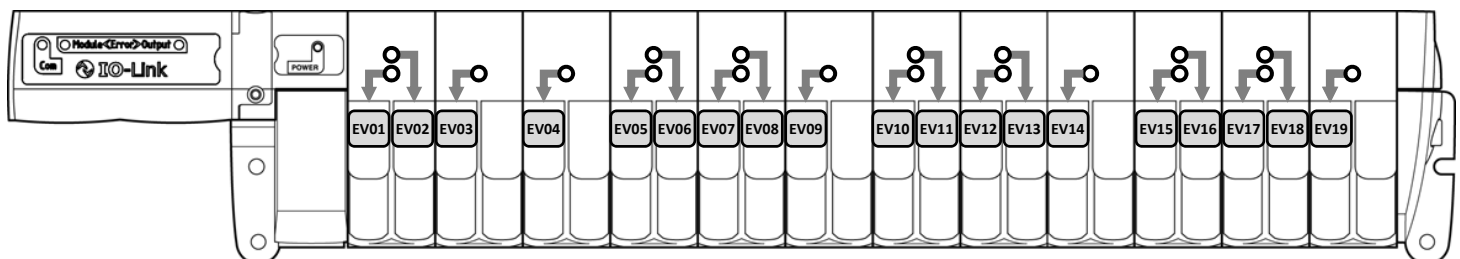 Module<Error>Output
Com
IO-Link
POWER
EV01 EV02 EV03 EV04 EV05 EV06 EV07 EV08 EV09 EV10 EV11 EV12 EV13 EV14 EV15 EV16 EV17 EV18 EV19